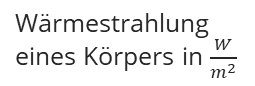 Wärmestrahlung
eines Körpers in W/m²